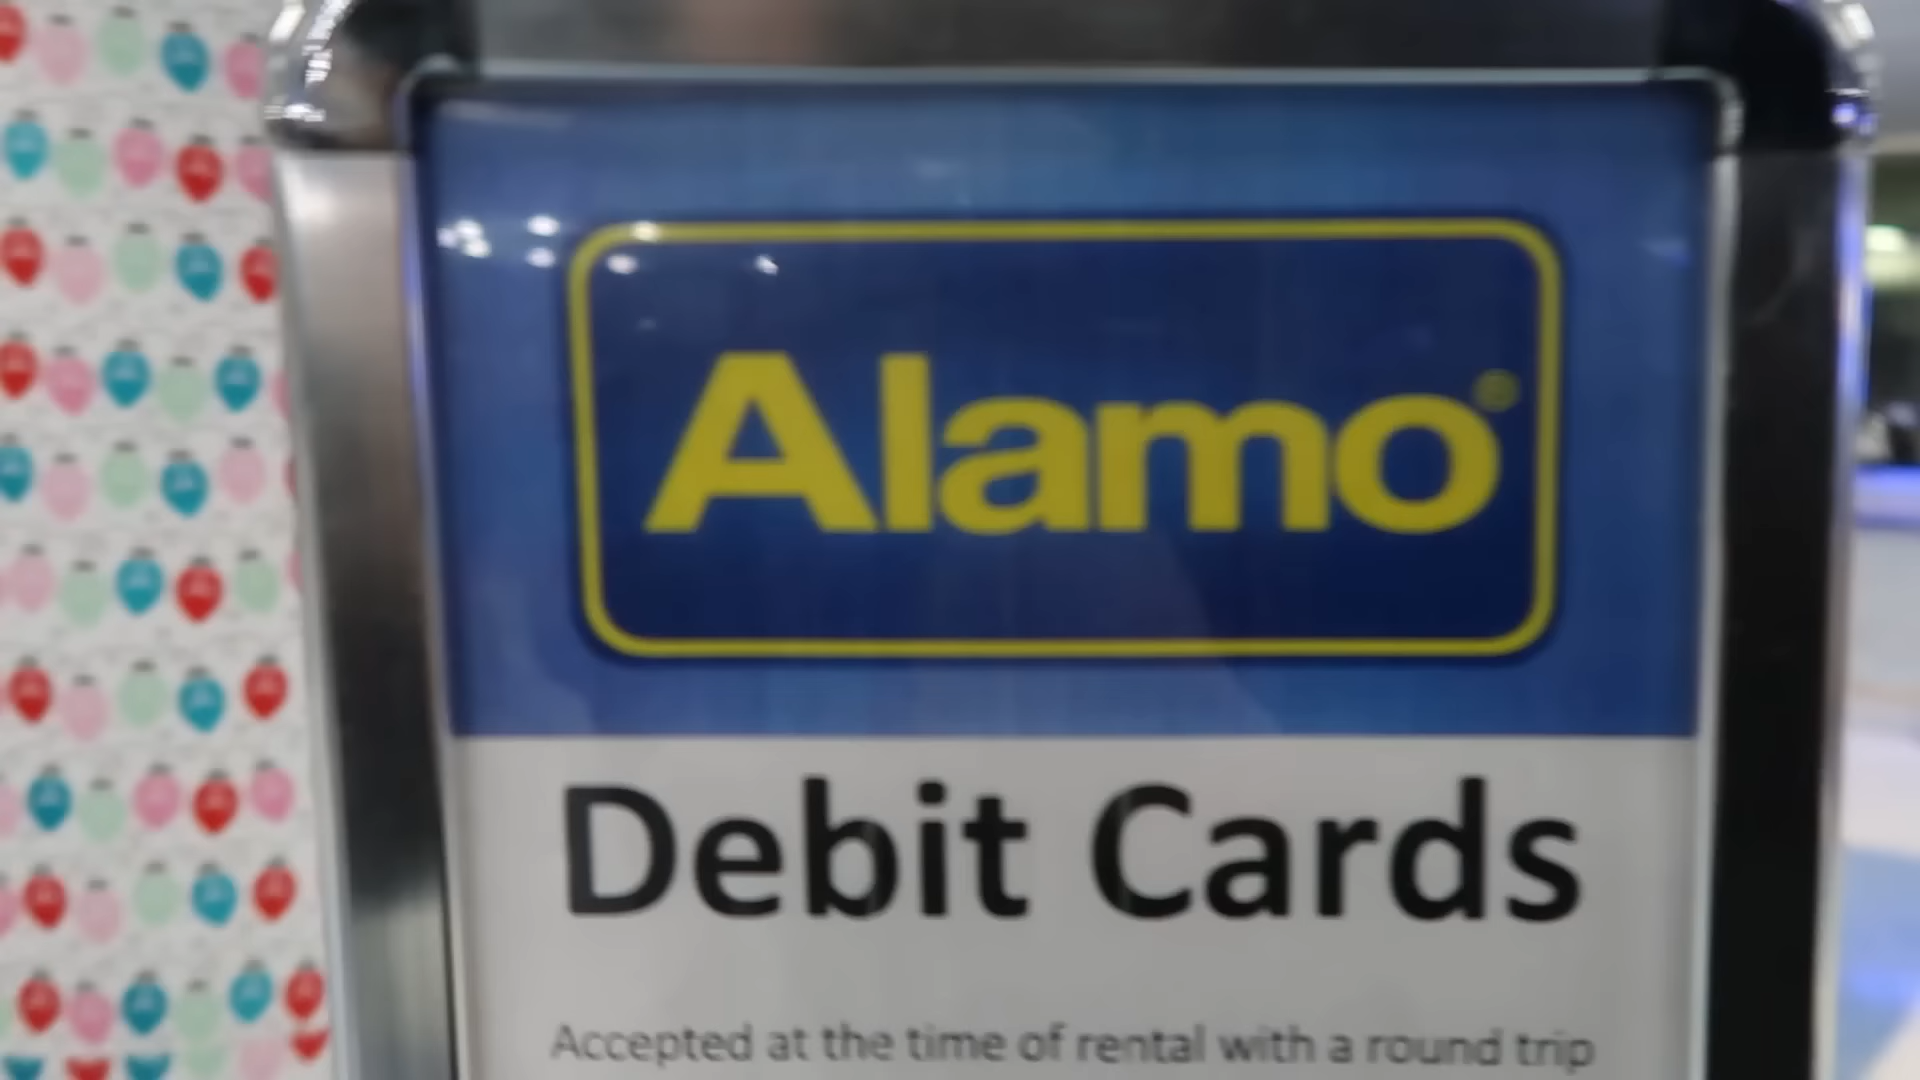 Alamo®
Debit Cards
Accepted at the time of rental with a round trip